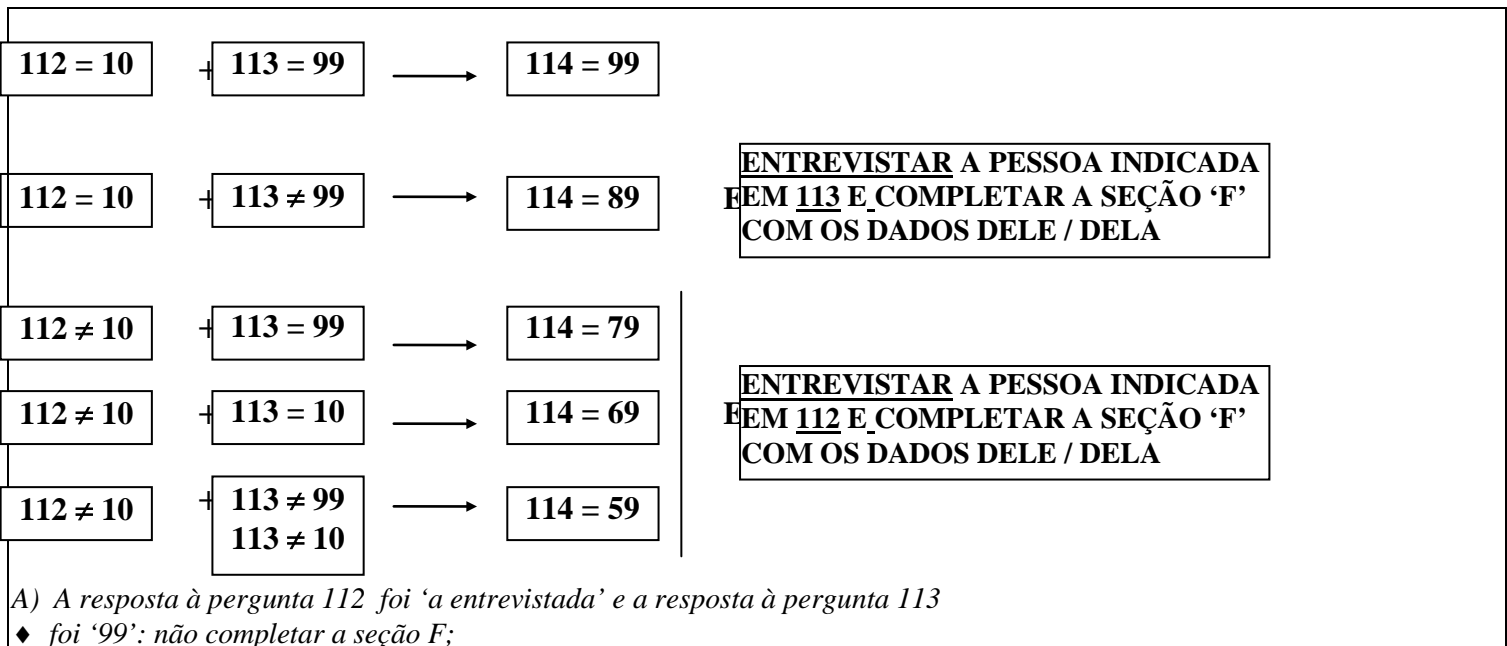 112 = 10 + 113 = 99 114 = 99
112 = 10 + 113 ≠ 99 114 = 89 E ENTREVISTAR A PESSOA INDICADA
EM 113 E COMPLETAR A SEÇÃO ‘F’
COM OS DADOS DELE / DELA
112 ≠ 10 + 113 = 99 114 = 79
112 ≠ 10 + 113 = 10 114 = 69 E ENTREVISTAR A PESSOA INDICADA
EM 112 E COMPLETAR A SEÇÃO ‘F’
COM OS DADOS DELE / DELA
112 ≠ 10 + 113 ≠ 99 114 = 59
113 ≠ 10
A) A resposta à pergunta 112 foi ‘a entrevistada’ e a resposta à pergunta 113
♦ foi ‘99’: não completar a seção F;